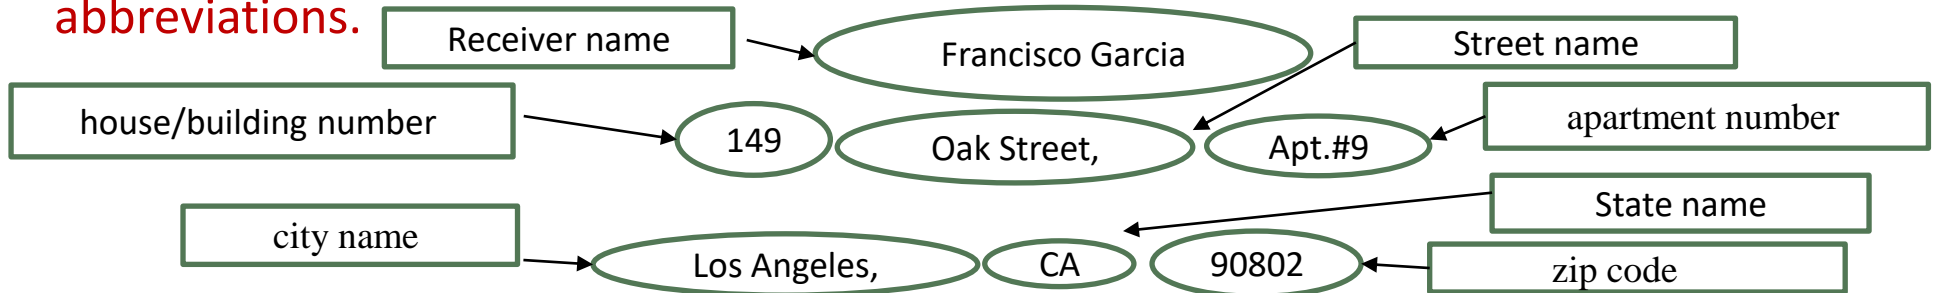 abbreviations.
Receiver name Francisco Garcia Street name
house/building number 149 Oak Street, Apt.#9 apartment number
State name
city name Los Angeles, CA 90802 zip code